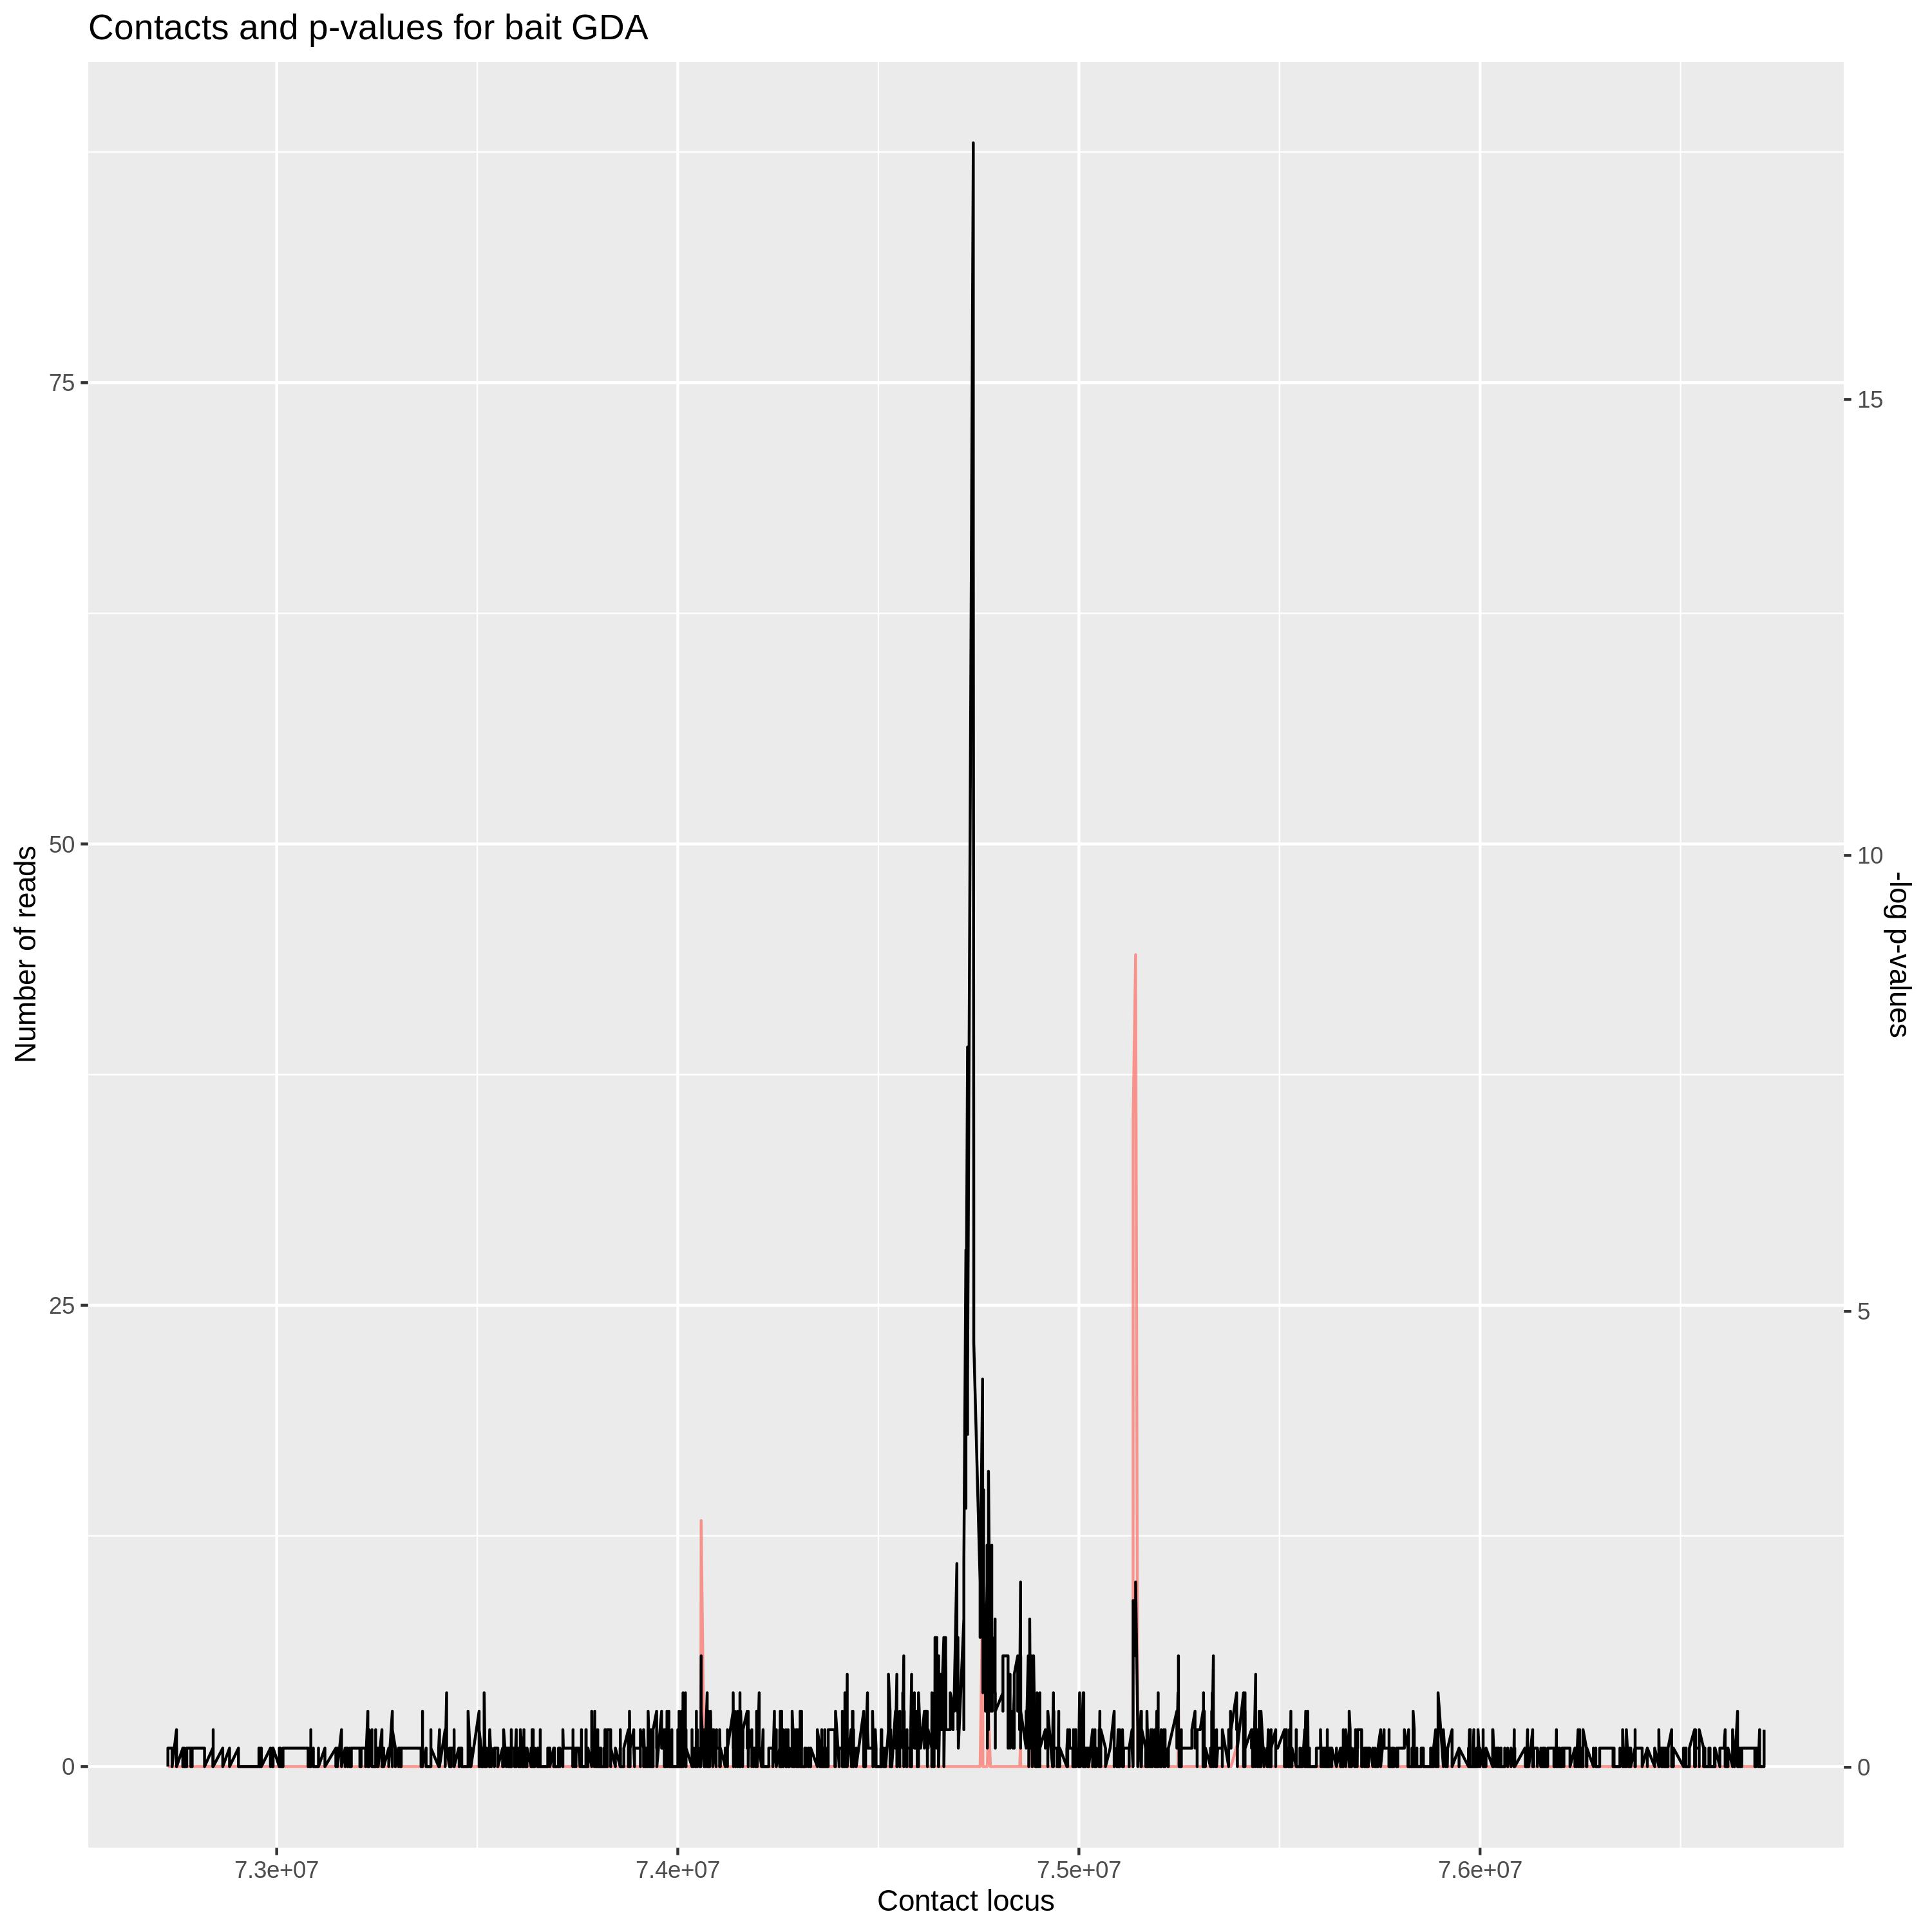 Contacts and p-values for bait GDA
75
50
25
0
Number of reads
15
10
5
0
-log p-values
7.3e+07 7.4e+07 7.5e+07 7.6e+07
Contact locus